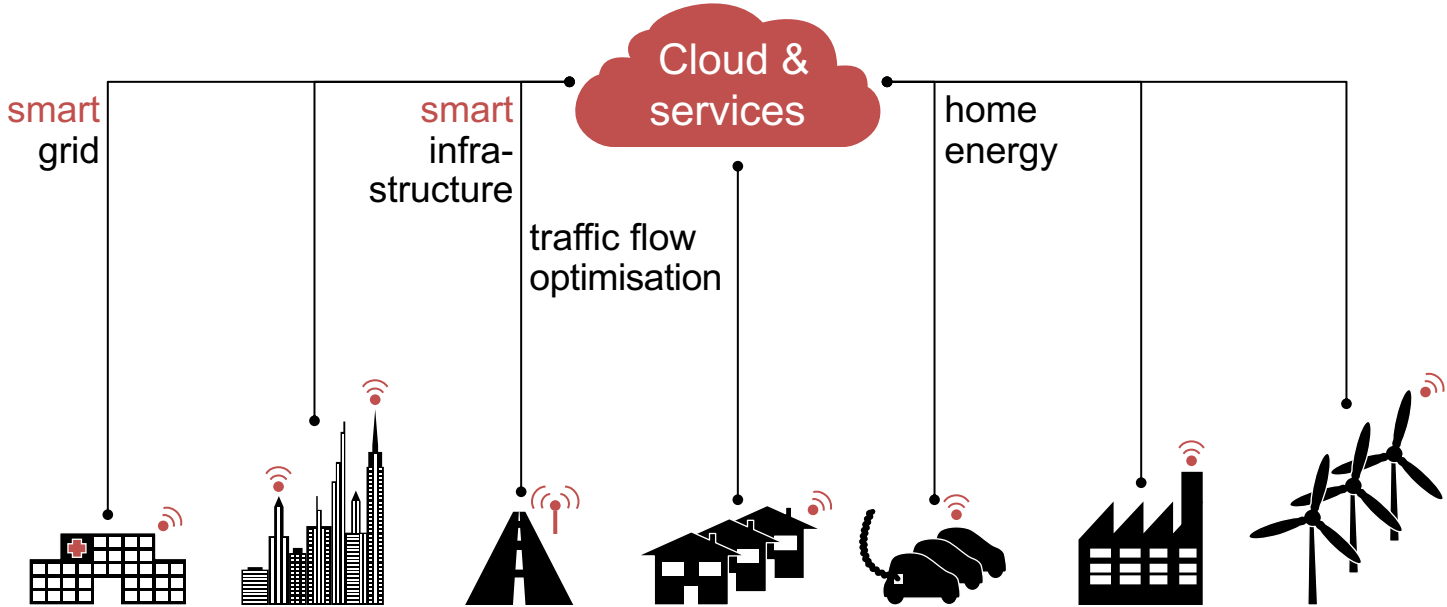 Cloud &
services
smart
grid
smart
infra-
structure
traffic flow
optimisation
home
energy